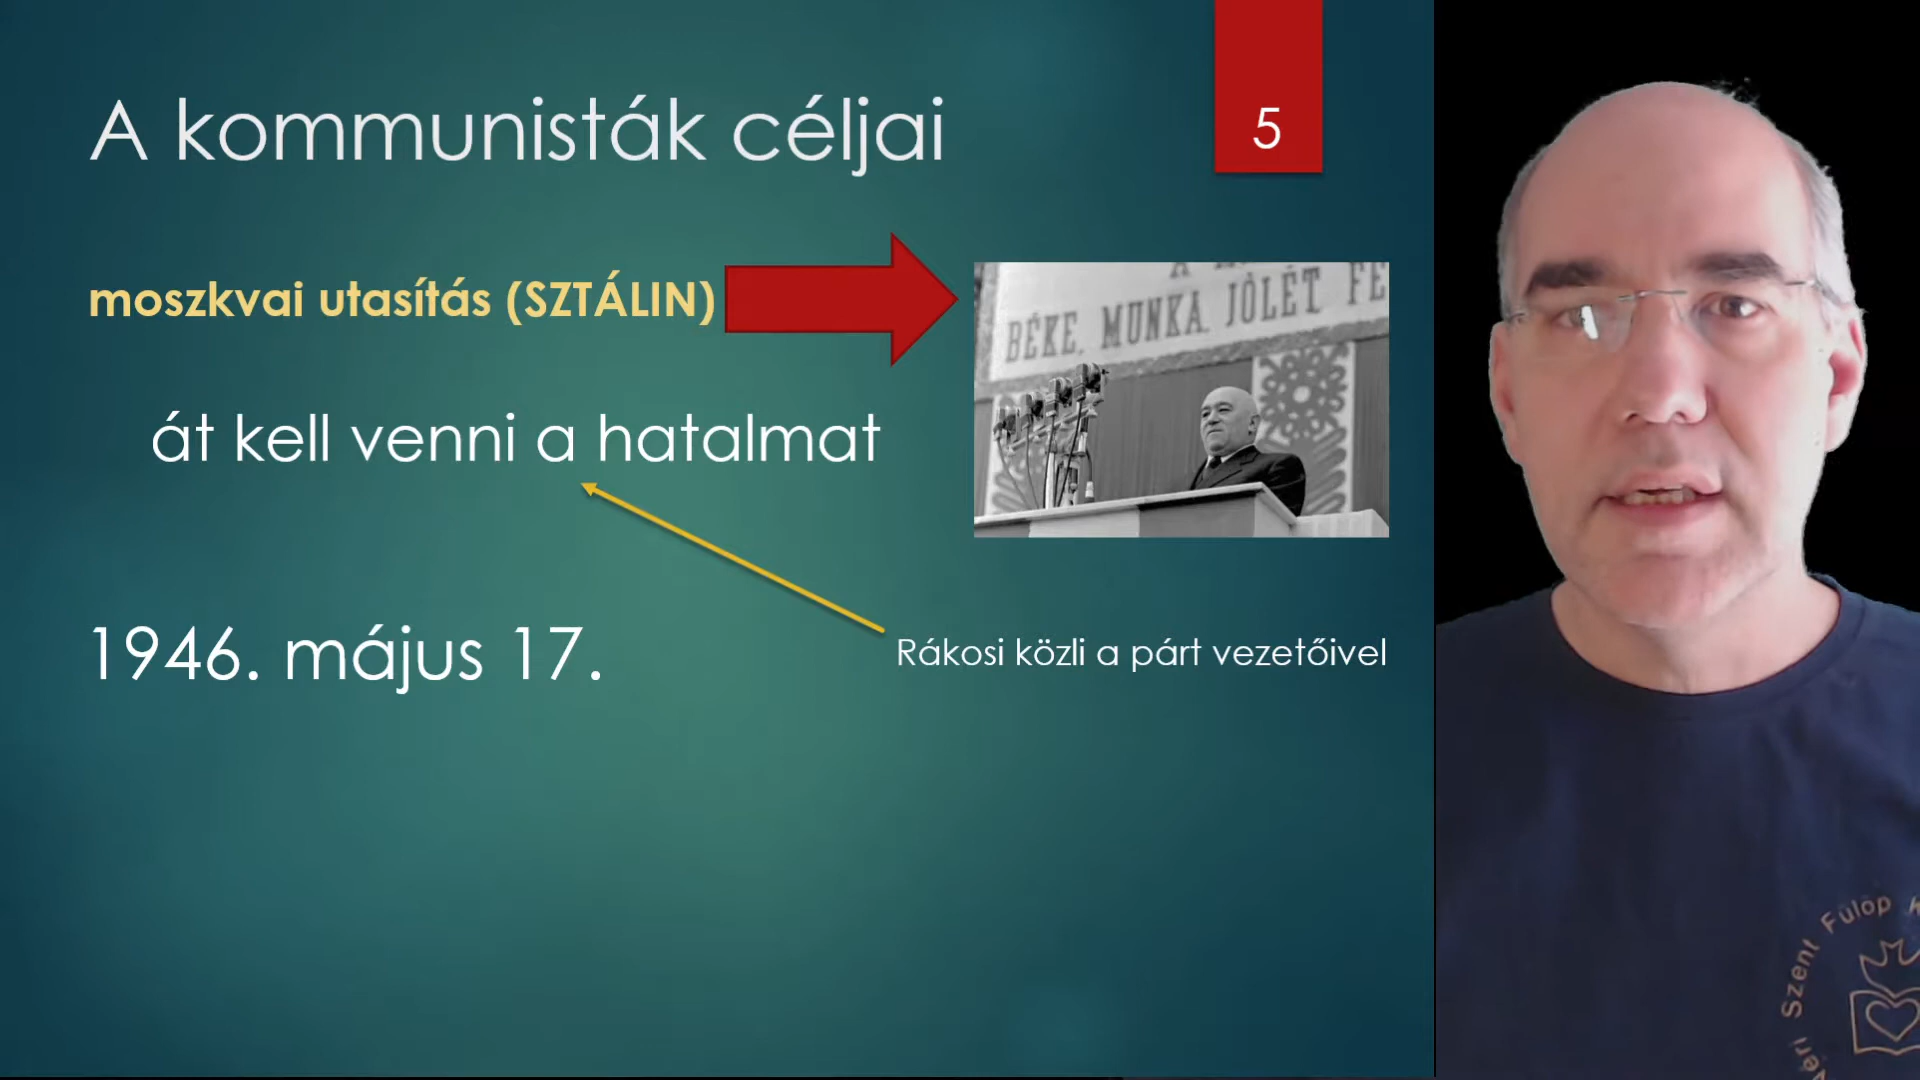 A kommunisták céljai
5
moszkvai utasítás (SZTÁLIN)
BÉKE, MUNKA, JÓLÉT
át kell venni a hatalmat
1946. május 17.
Rákosi közli a párt vezetőivel
Szent Fülöp